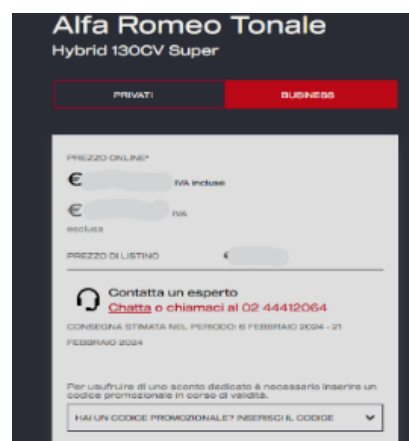 Alfa Romeo Tonale
Hybrid 130CV Super
PRIVATI
BUSINESS
PREZZO ONLINE*
€ IVA incluse
€ IVA
esclusa
PREZZO DI LISTINO €
Contatta un esperto
Chatta o chiamaci al 02 44412064
CONSEGNA STIMATA NEL PERIODO: 6 FEBBRAIO 2024 - 21
FEBBRAIO 2024
Per usufruire di uno sconto dedicato è necessario inserire un
codice promozionale in corso di validità.
HAI UN CODICE PROMOZIONALE? INSERISCI IL CODICE